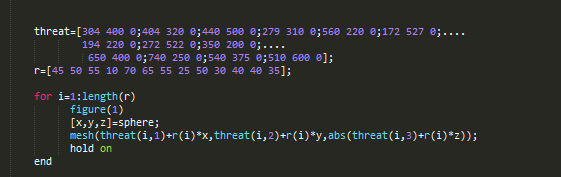 threat=[304 400 0;404 320 0;440 500 0;279 310 0;560 220 0;172 527 0;....
194 220 0;272 522 0;350 200 0;....
650 400 0;740 250 0;540 375 0;510 600 0];
r=[45 50 55 10 70 65 55 25 50 30 40 40 35];
for i=1:length(r)
figure(1)
[x,y,z]=sphere;
mesh(threat(i,1)+r(i)*x,threat(i,2)+r(i)*y,abs(threat(i,3)+r(i)*z));
hold on
end